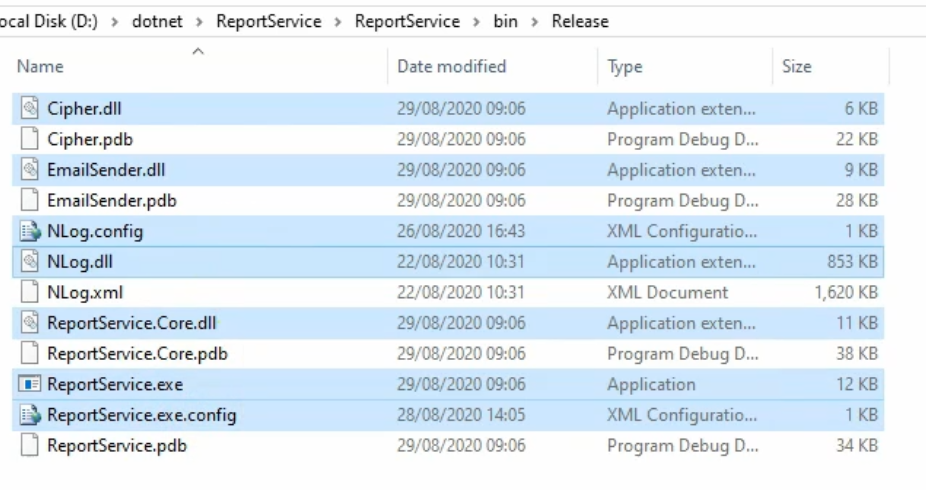 ocal Disk (D:) > dotnet > ReportService > ReportService > bin > Release
Name Date modified Type Size
Cipher.dll 29/08/2020 09:06 Application exten... 6 KB
Cipher.pdb 29/08/2020 09:06 Program Debug D... 22 KB
EmailSender.dll 29/08/2020 09:06 Application exten... 9 KB
EmailSender.pdb 29/08/2020 09:06 Program Debug D... 28 KB
NLog.config 26/08/2020 16:43 XML Configuratio... 1 KB
NLog.dll 22/08/2020 10:31 Application exten... 853 KB
NLog.xml 22/08/2020 10:31 XML Document 1,620 KB
ReportService.Core.dll 29/08/2020 09:06 Application exten... 11 KB
ReportService.Core.pdb 29/08/2020 09:06 Program Debug D... 38 KB
ReportService.exe 29/08/2020 09:06 Application 12 KB
ReportService.exe.config 28/08/2020 14:05 XML Configuratio... 1 KB
ReportService.pdb 29/08/2020 09:06 Program Debug D... 34 KB